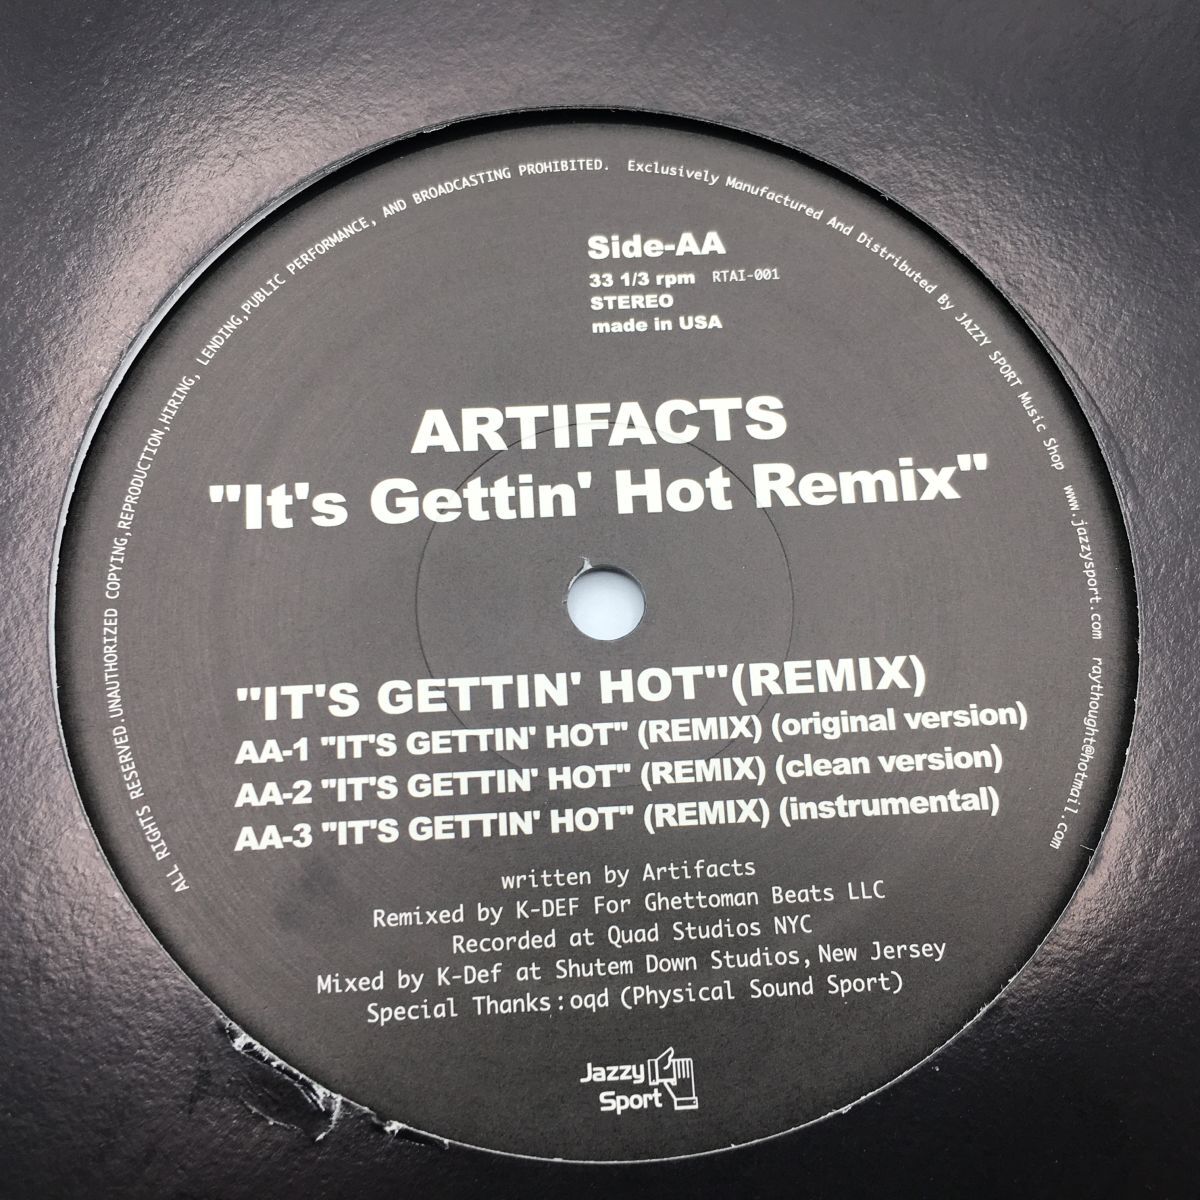 ALL RIGHTS RESERVED.UNAUTHORIZED COPYING,REPRODUCTION,HIRING, LENDING,PUBLIC PERFORMANCE, AND BROADCASTING PROHIBITED. Exclusively Manufactured And Distributed By JAZZY SPORT Music Shop www.jazzysport.com raythought@hotmail.com
Side-AA
33 1/3 rpm RTAI-001
STEREO
made in USA
ARTIFACTS
"It's Gettin' Hot Remix"
"IT'S GETTIN' HOT"(REMIX)
AA-1 "IT'S GETTIN' HOT" (REMIX) (original version)
AA-2 "IT'S GETTIN' HOT" (REMIX) (clean version)
AA-3 "IT'S GETTIN' HOT" (REMIX) (instrumental)
written by Artifacts
Remixed by K-DEF For Ghettoman Beats LLC
Recorded at Quad Studios NYC
Mixed by K-Def at Shutem Down Studios, New Jersey
Special Thanks:oqd (Physical Sound Sport)
Jazzy
Sport